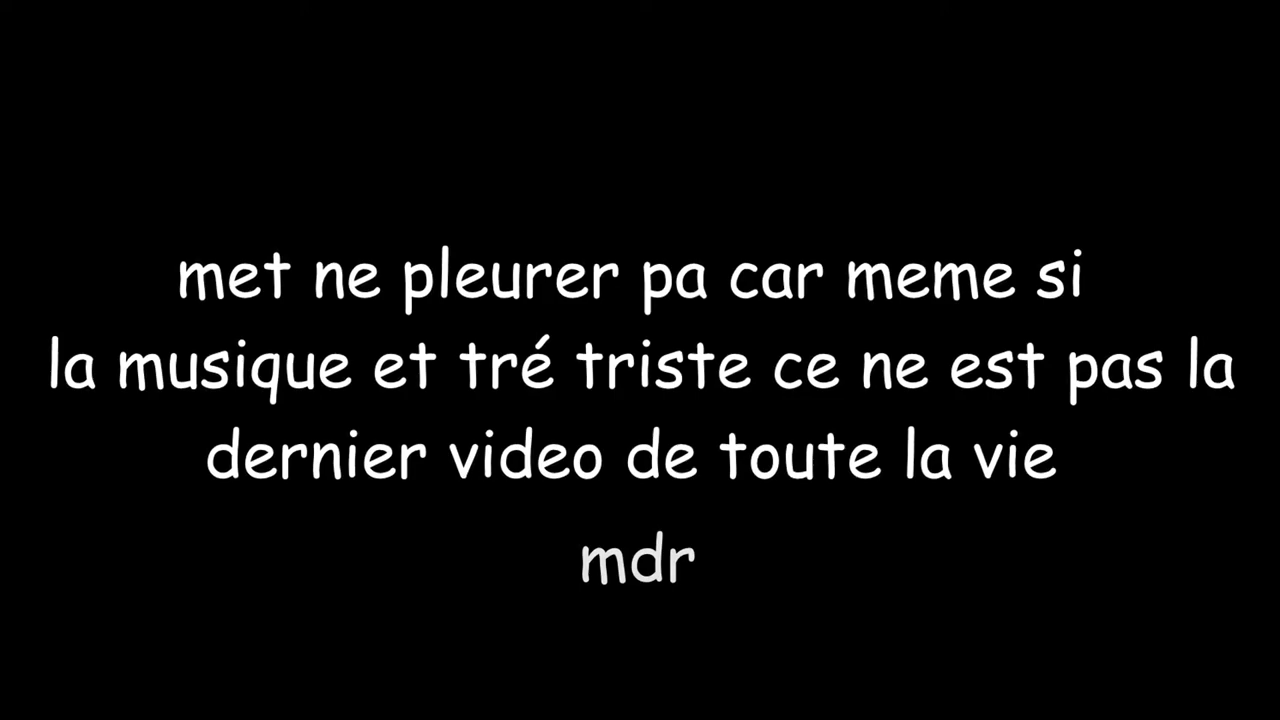 met ne pleurer pa car meme si
la musique et tré triste ce ne est pas la
dernier video de toute la vie
mdr